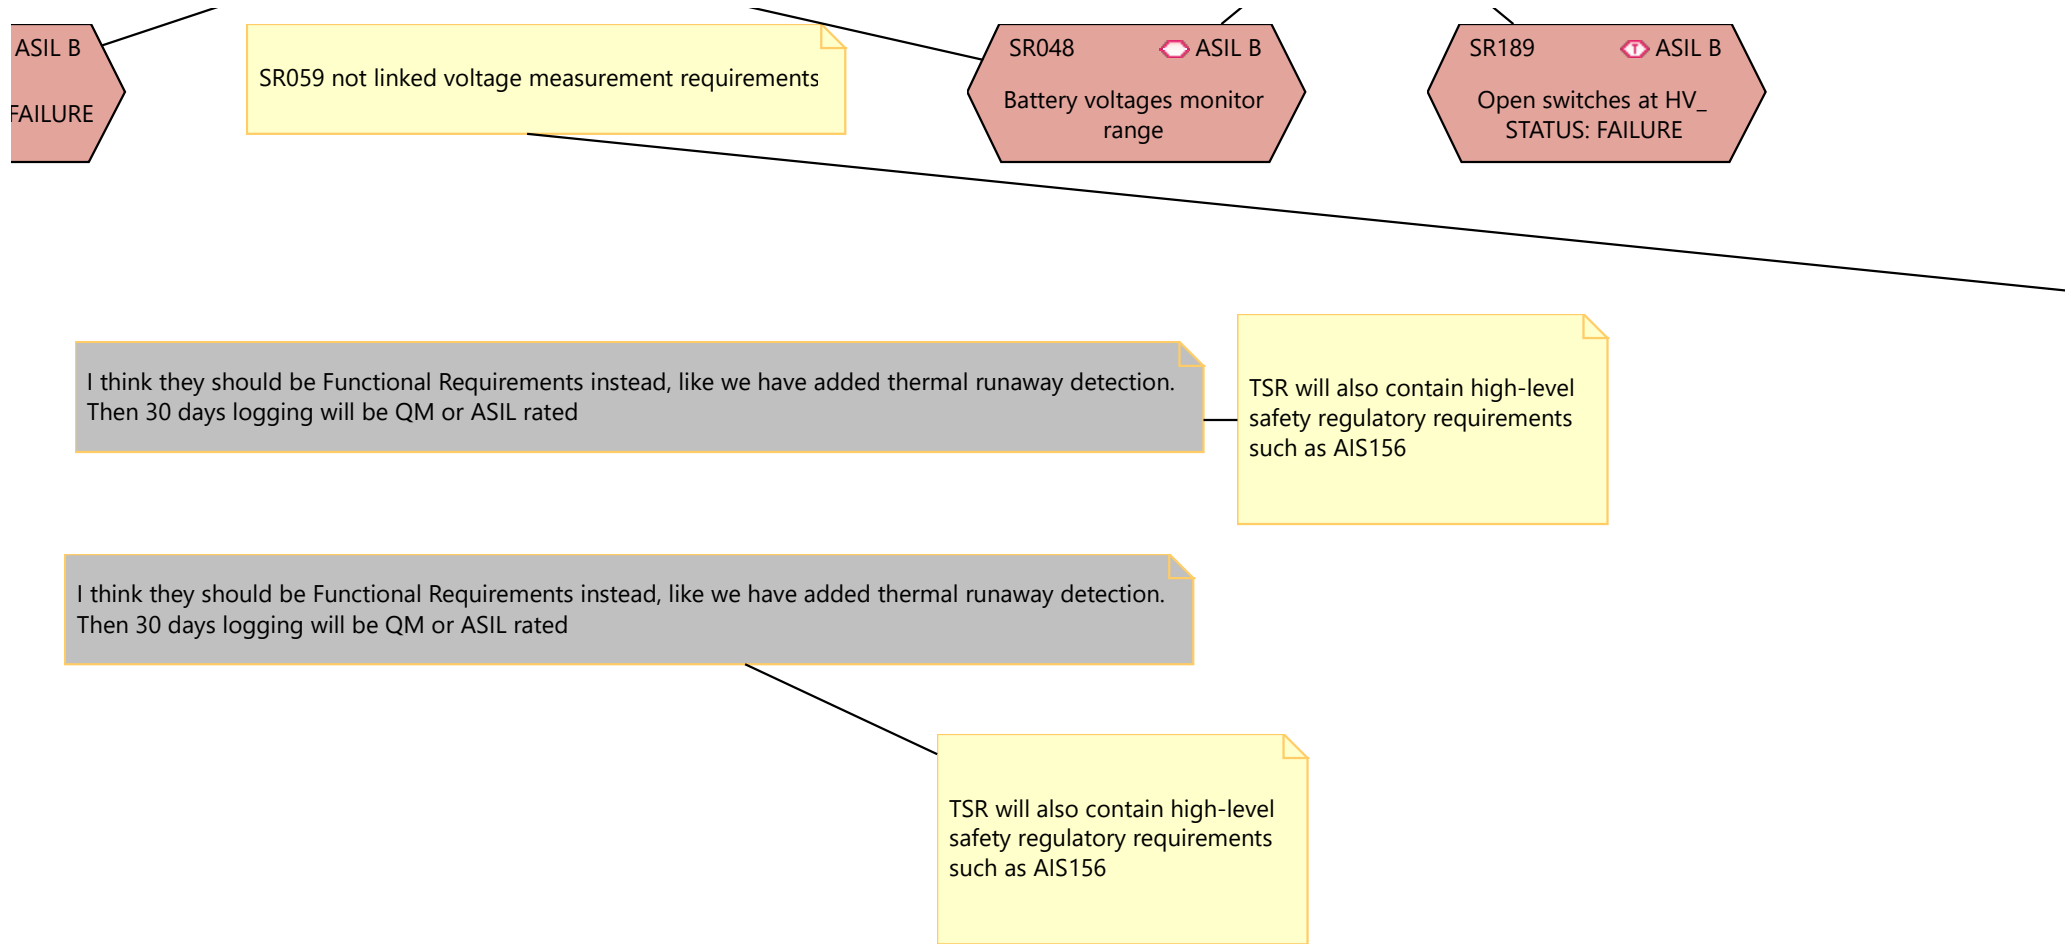 ASIL B
FAILURE
SR059 not linked voltage measurement requirements
SR048 ASIL B
Battery voltages monitor
range
SR189 T ASIL B
Open switches at HV_
STATUS: FAILURE
I think they should be Functional Requirements instead, like we have added thermal runaway detection.
Then 30 days logging will be QM or ASIL rated
TSR will also contain high-level
safety regulatory requirements
such as AIS156
I think they should be Functional Requirements instead, like we have added thermal runaway detection.
Then 30 days logging will be QM or ASIL rated
TSR will also contain high-level
safety regulatory requirements
such as AIS156